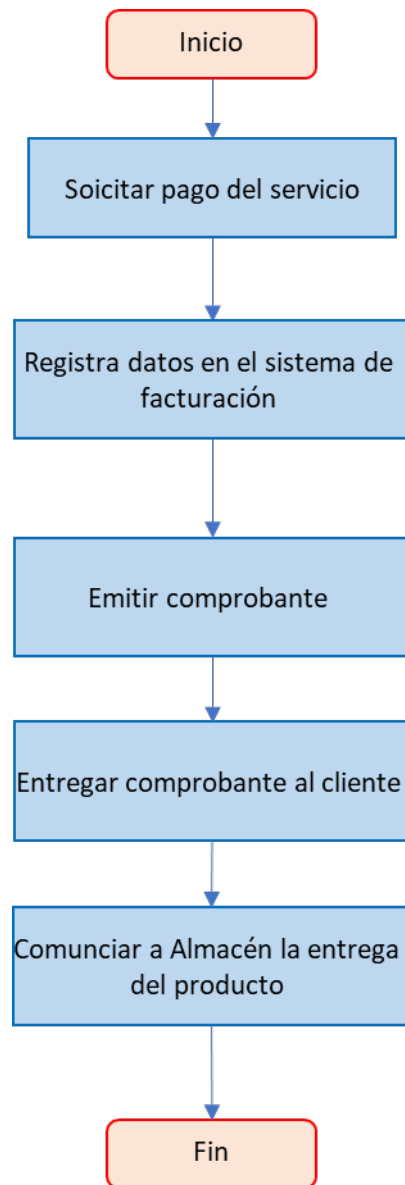 Inicio
Soicitar pago del servicio
Registra datos en el sistema de
facturación
Emitir comprobante
Entregar comprobante al cliente
Comunciar a Almacén la entrega
del producto
Fin